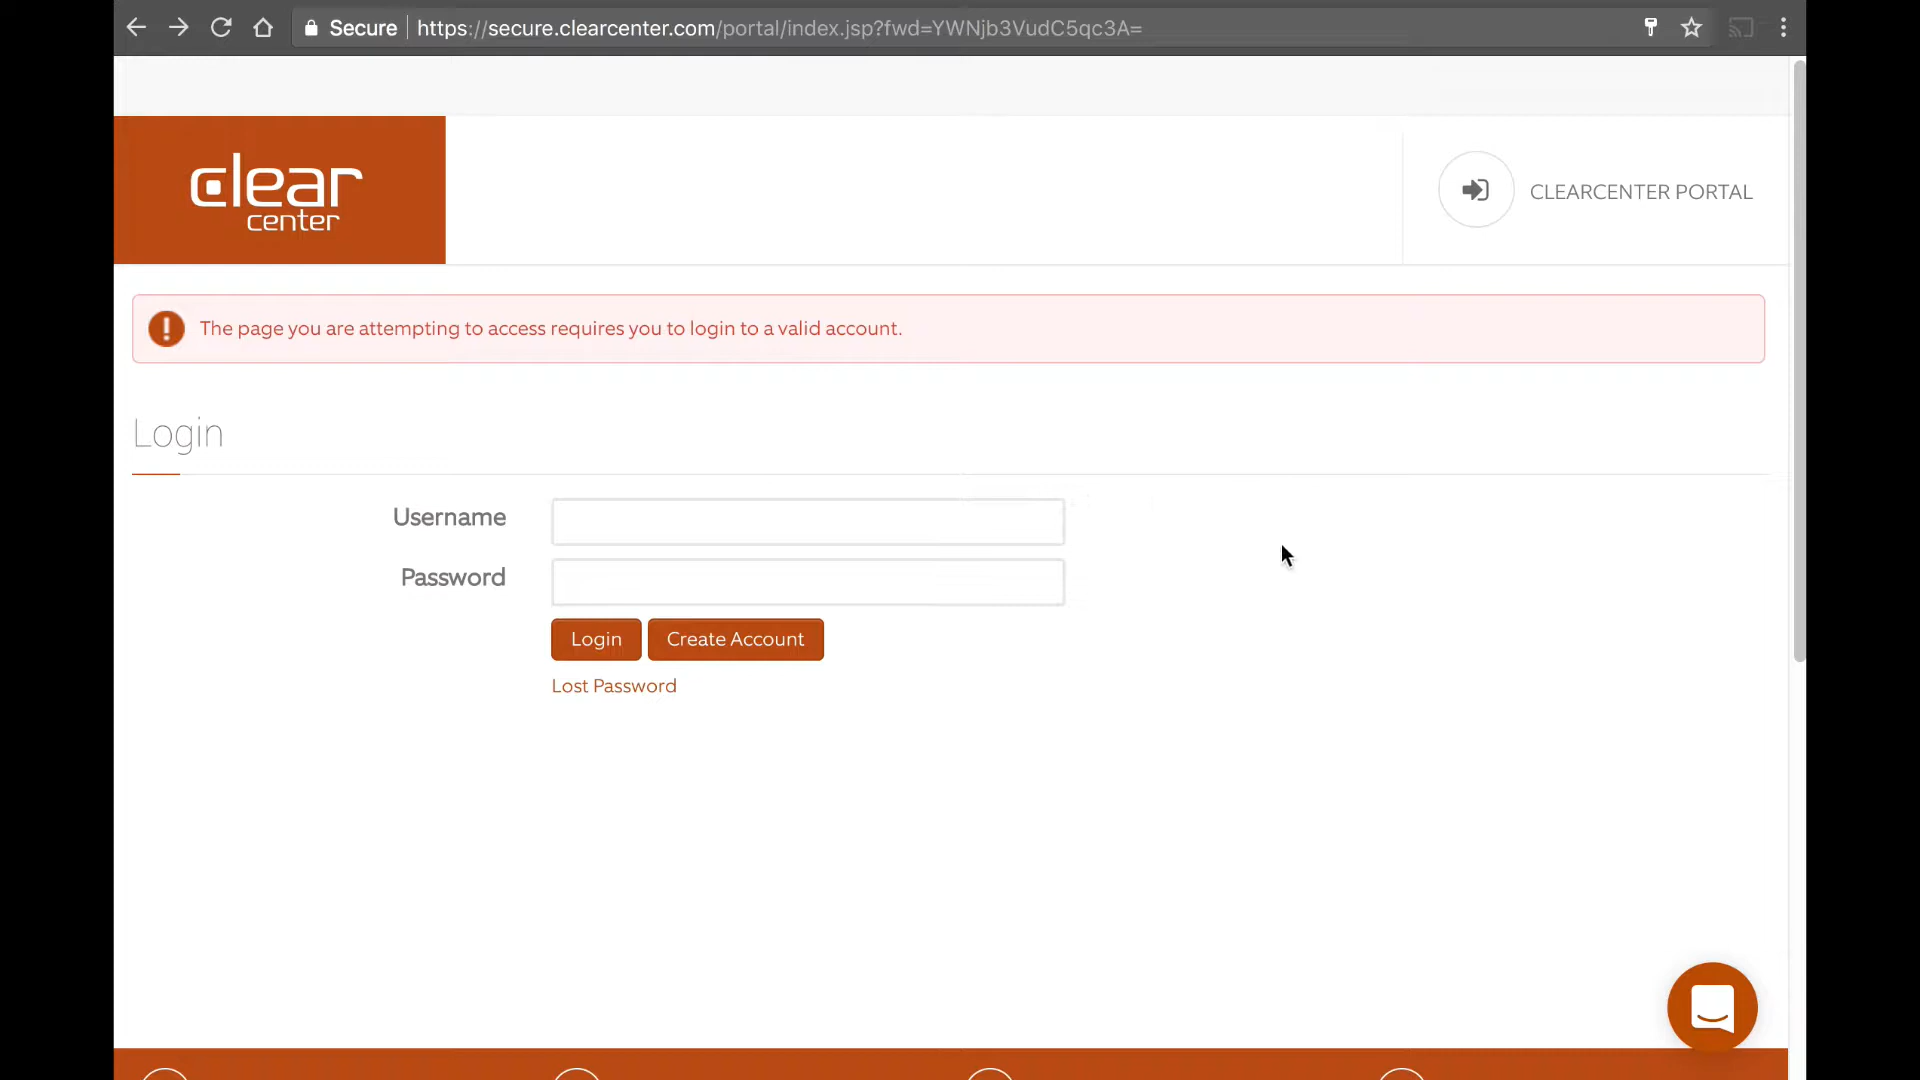 Secure https://secure.clearcenter.com/portal/index.jsp?fwd=YWNjb3VudC5qc3A=
clear
center
CLEARCENTER PORTAL
The page you are attempting to access requires you to login to a valid account.
Login
Username
Password
Login Create Account
Lost Password